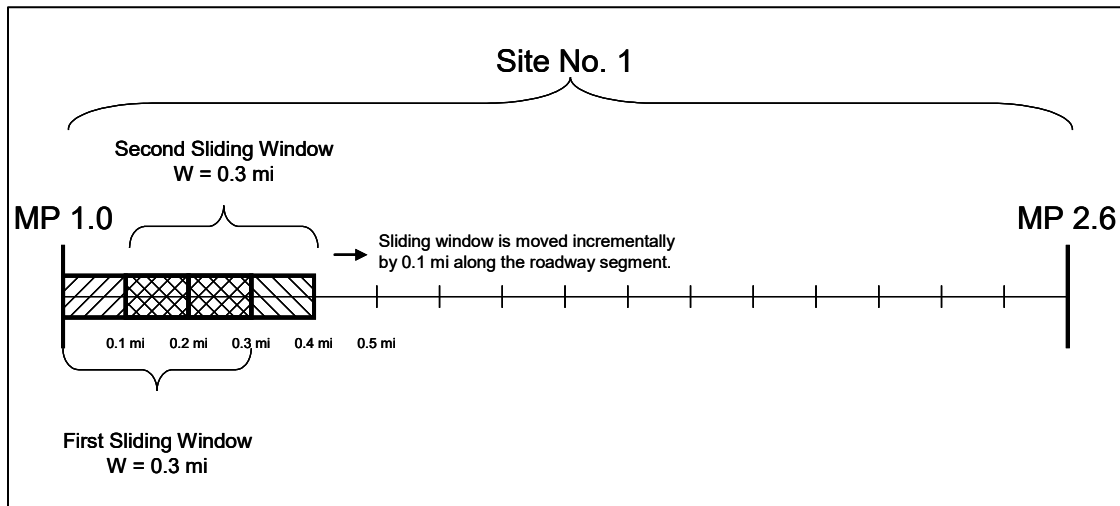 Site No. 1
Second Sliding Window
W = 0.3 mi
MP 1.0
MP 2.6
Sliding window is moved incrementally
by 0.1 mi along the roadway segment.
0.1 mi 0.2 mi 0.3 mi 0.4 mi 0.5 mi
First Sliding Window
W = 0.3 mi